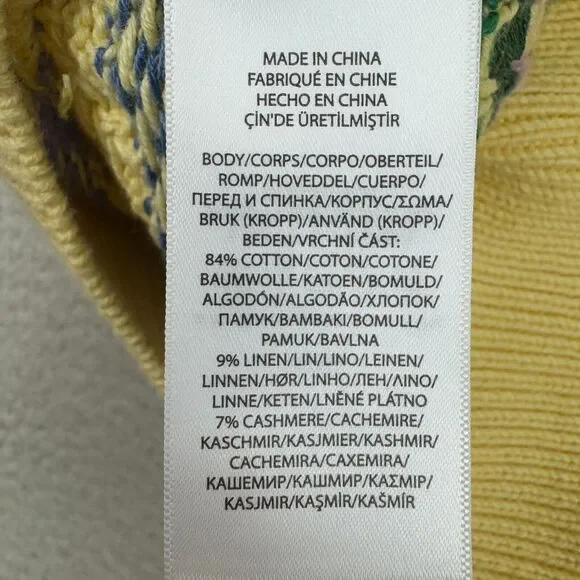 MADE IN CHINA
FABRIQUÉ EN CHINE
HECHO EN CHINA
ÇİN'DE ÜRETİLMİŞTİR
BODY/CORPS/CORPO/OBERTEIL/
ROMP/HOVEDDEL/CUERPO/
ПЕРЕД И СПИНКА/КОРПУС/ΣΩΜΑ/
BRUK (KROPP)/ANVÄND (KROPP)/
BEDEN/VRCHNÍ ČÁST:
84% COTTON/COTON/COTONE/
BAUMWOLLE/KATOEN/BOMULD/
ALGODÓN/ALGODÃO/ХЛОПОК/
ПАМУК/BAMBAKI/BOMULL/
PAMUK/BAVLNA
9% LINEN/LIN/LINO/LEINEN/
LINNEN/HØR/LINHO/ЛЕН/ΛΙΝΟ/
LINNE/KETEN/LNĚNÉ PLÁTNO
7% CASHMERE/CACHEMIRE/
KASCHMIR/KASJMIER/KASHMIR/
CACHEMIRA/CAXEMIRA/
КАШЕМИР/КАШМИР/ΚΑΣΜΙΡ/
KASJMIR/KAŞMİR/KAŠMÍR